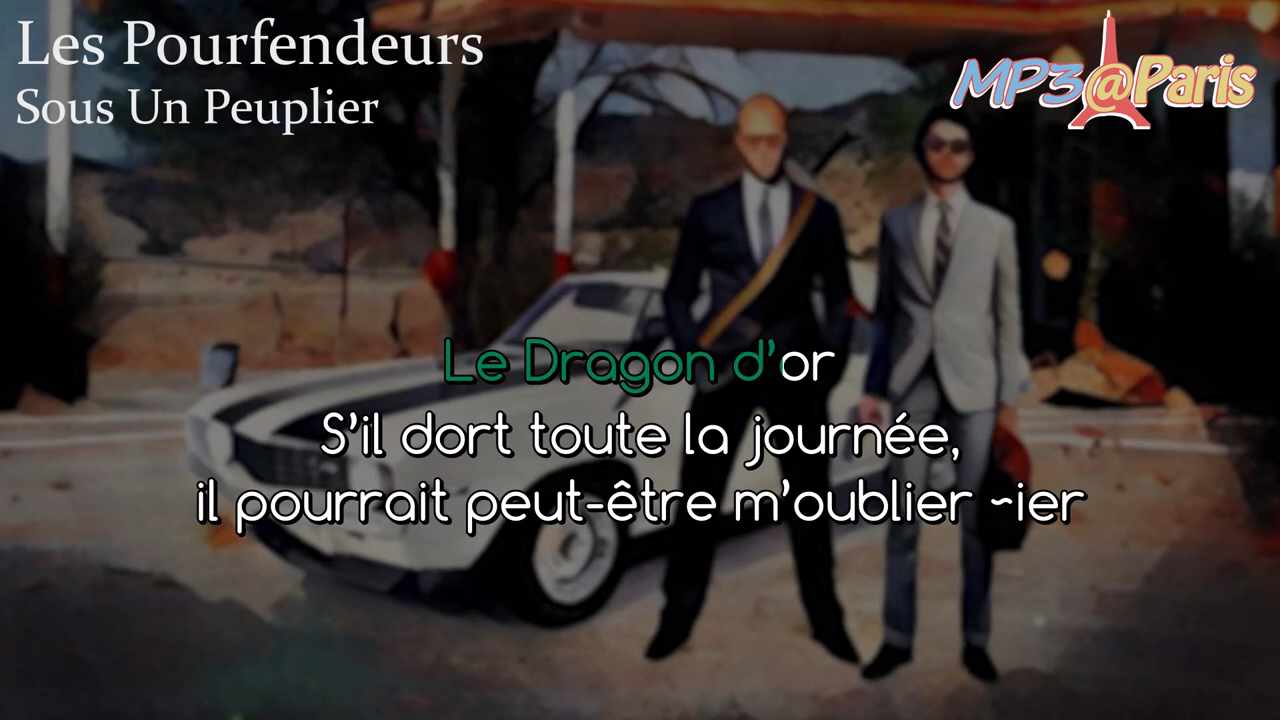 Les Pourfendeurs
Sous Un Peuplier
MP3@Paris
Le Dragon d'or
S'il dort toute la journée,
il pourrait peut-être m'oublier ~ier